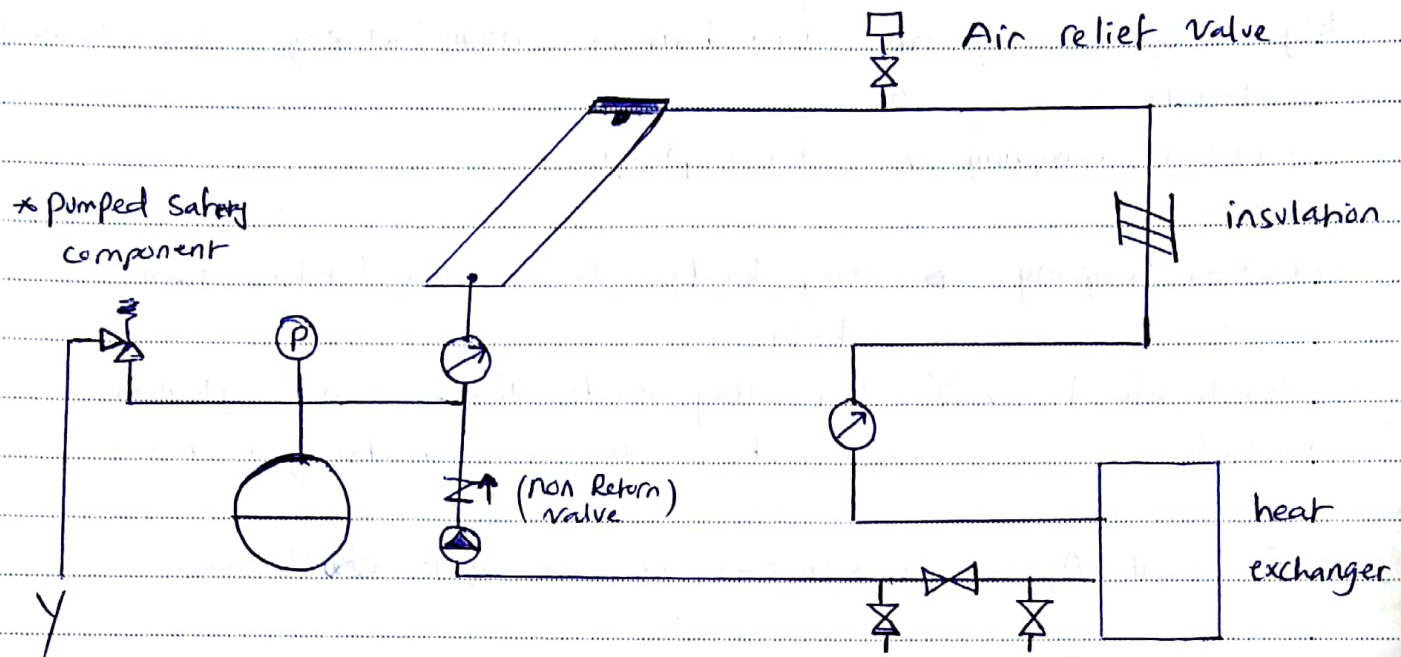 Air relief Valve
* Pumped Safety
component
insulation
P
(Non Return)
Valve
heat
exchanger